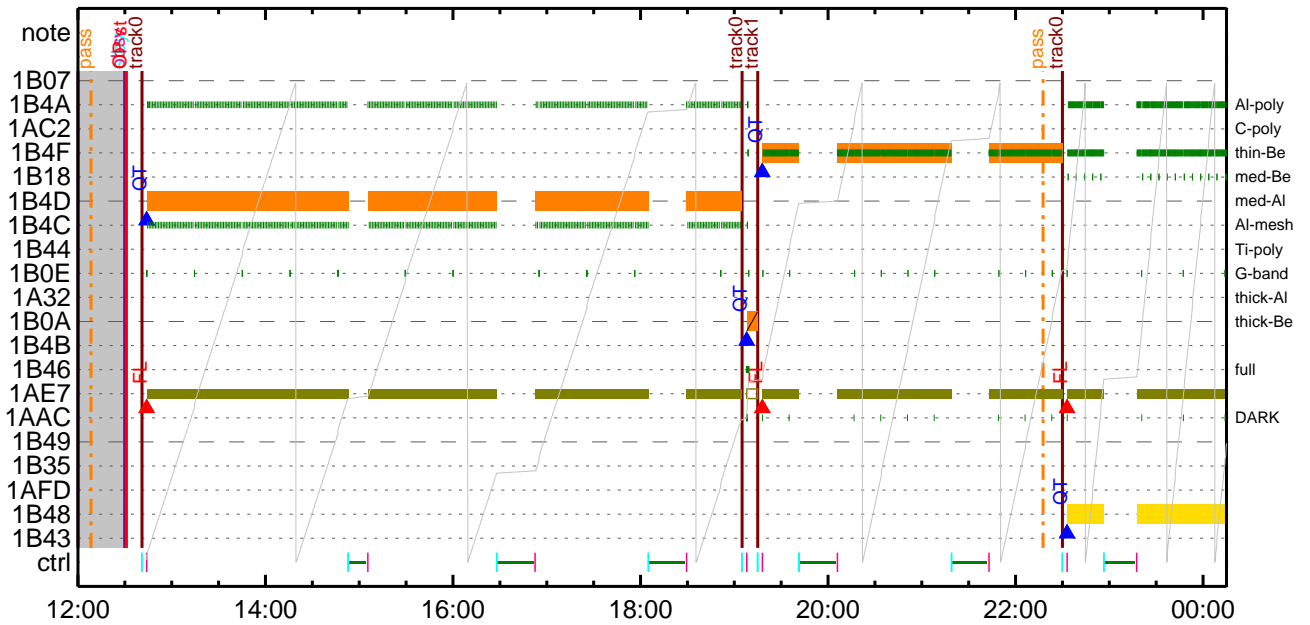 note
pass
track0
track0
track1
pass
track0
1B07
1B4A Al-poly
1AC2 C-poly
QT
1B4F thin-Be
1B18 med-Be
QT
1B4D med-Al
1B4C Al-mesh
1B44 Ti-poly
1B0E G-band
1A32 thick-Al
QT
1B0A thick-Be
1B4B
1B46 full
FL
FL
FL
1AE7
1AAC DARK
1B49
1B35
1AFD
QT
1B48
1B43
ctrl
12:00 14:00 16:00 18:00 20:00 22:00 00:00